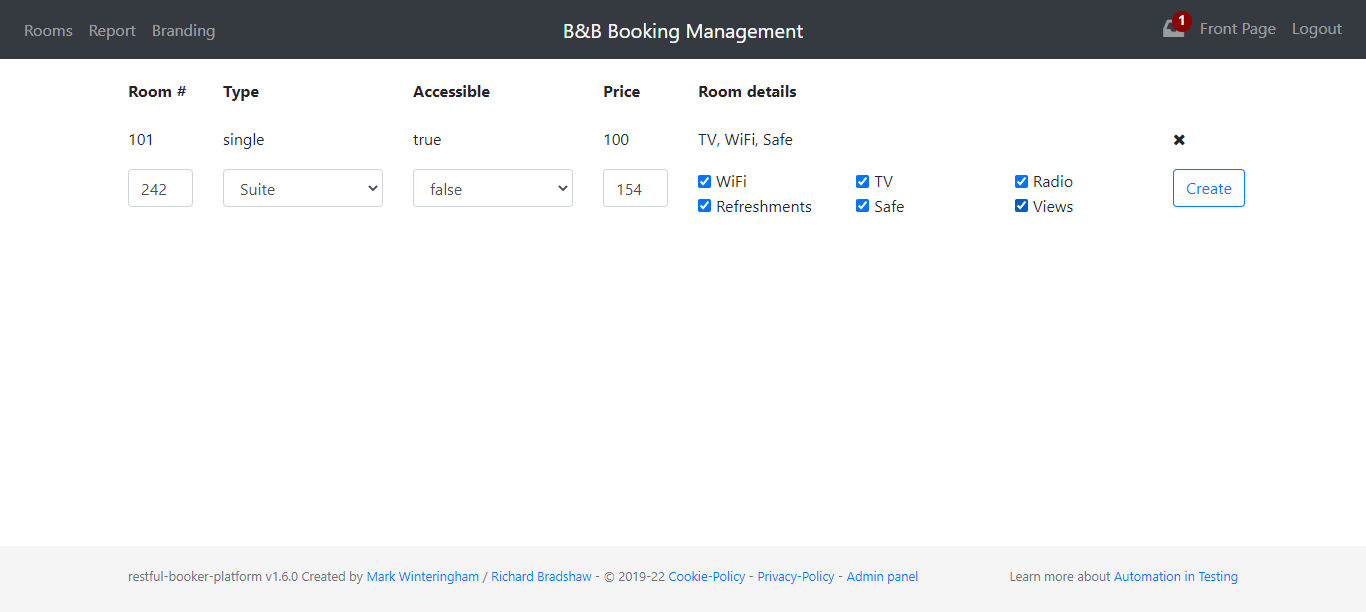 Rooms Report Branding B&B Booking Management 1 Front Page Logout
Room # Type Accessible Price Room details
101 single true 100 TV, WiFi, Safe
242 Suite false 154 WiFi TV Radio Create
Refreshments Safe Views
restful-booker-platform v1.6.0 Created by Mark Winteringham / Richard Bradshaw - © 2019-22 Cookie-Policy - Privacy-Policy - Admin panel Learn more about Automation in Testing